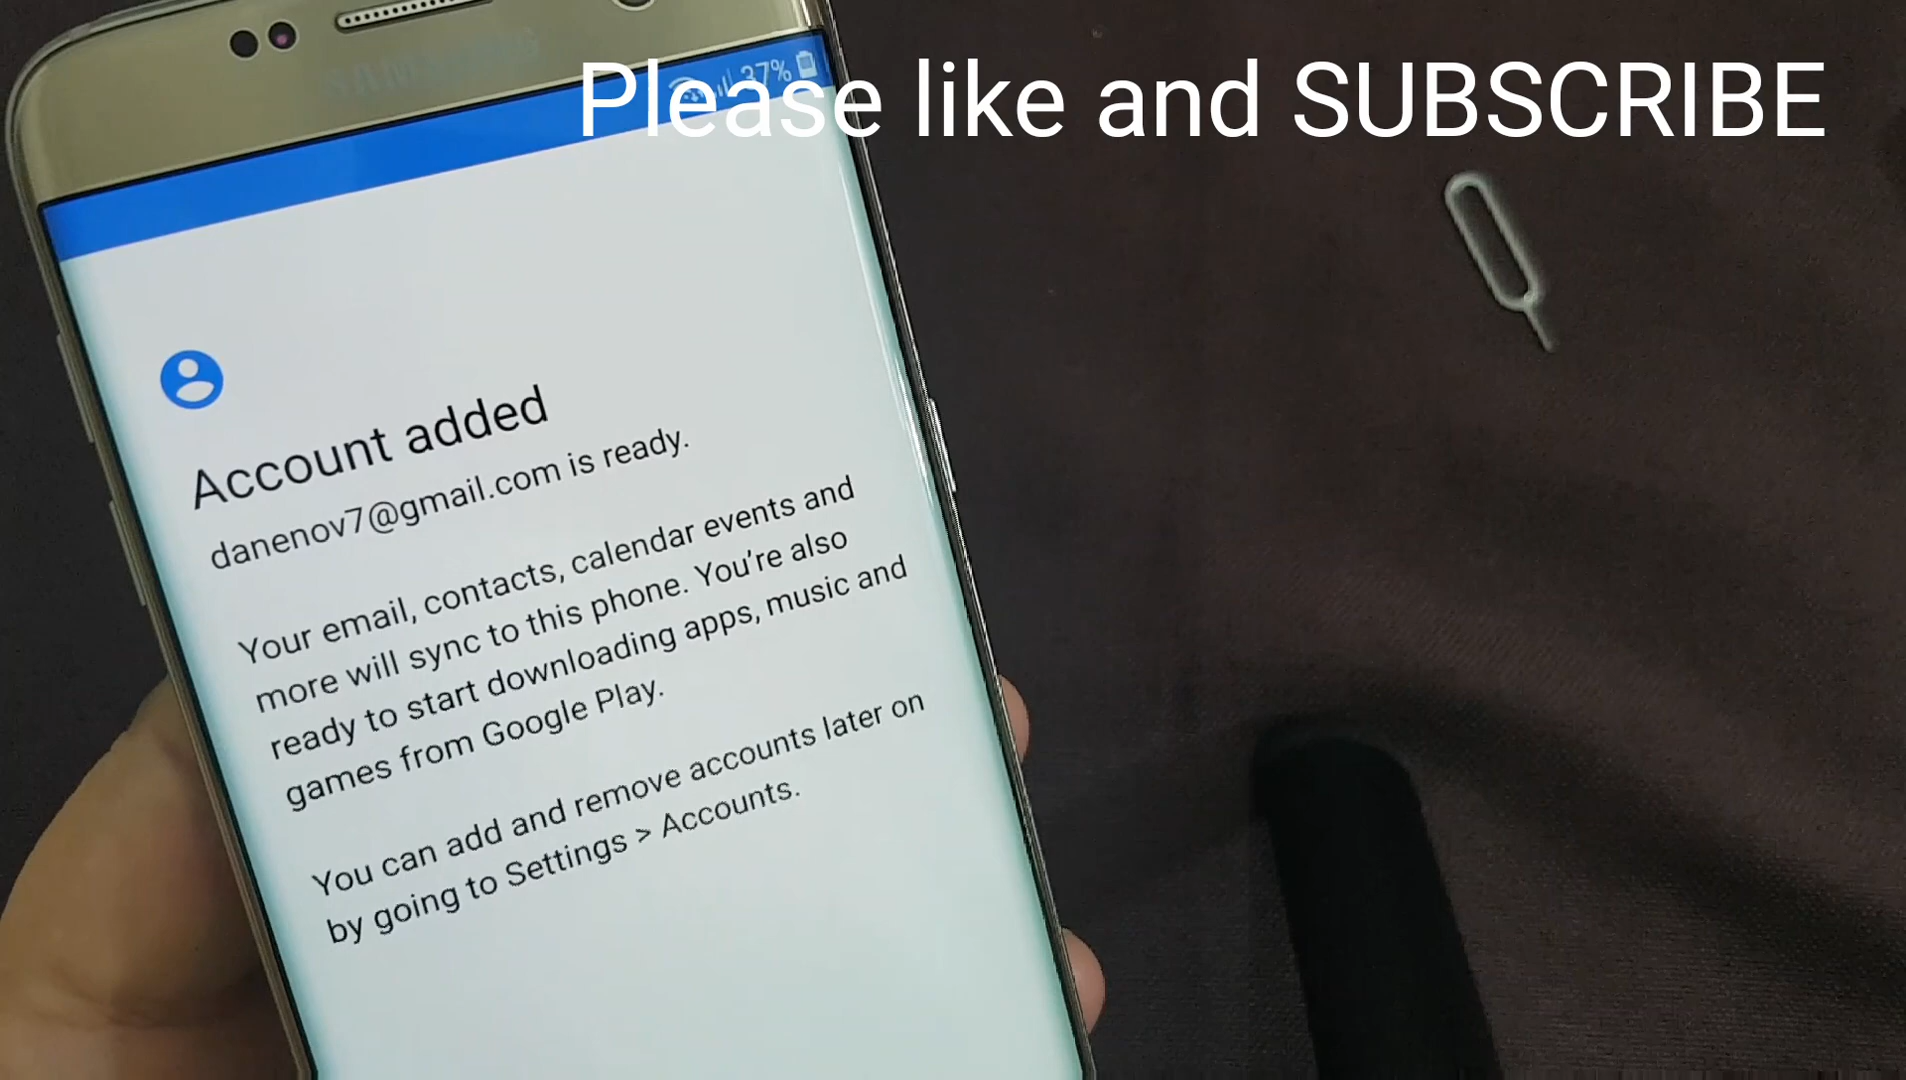 Please like and SUBSCRIBE
SAMSUNG
37%
Account added
danenov7@gmail.com is ready.
Your email, contacts, calendar events and
more will sync to this phone. You’re also
ready to start downloading apps, music and
games from Google Play.
You can add and remove accounts later on
by going to Settings > Accounts.